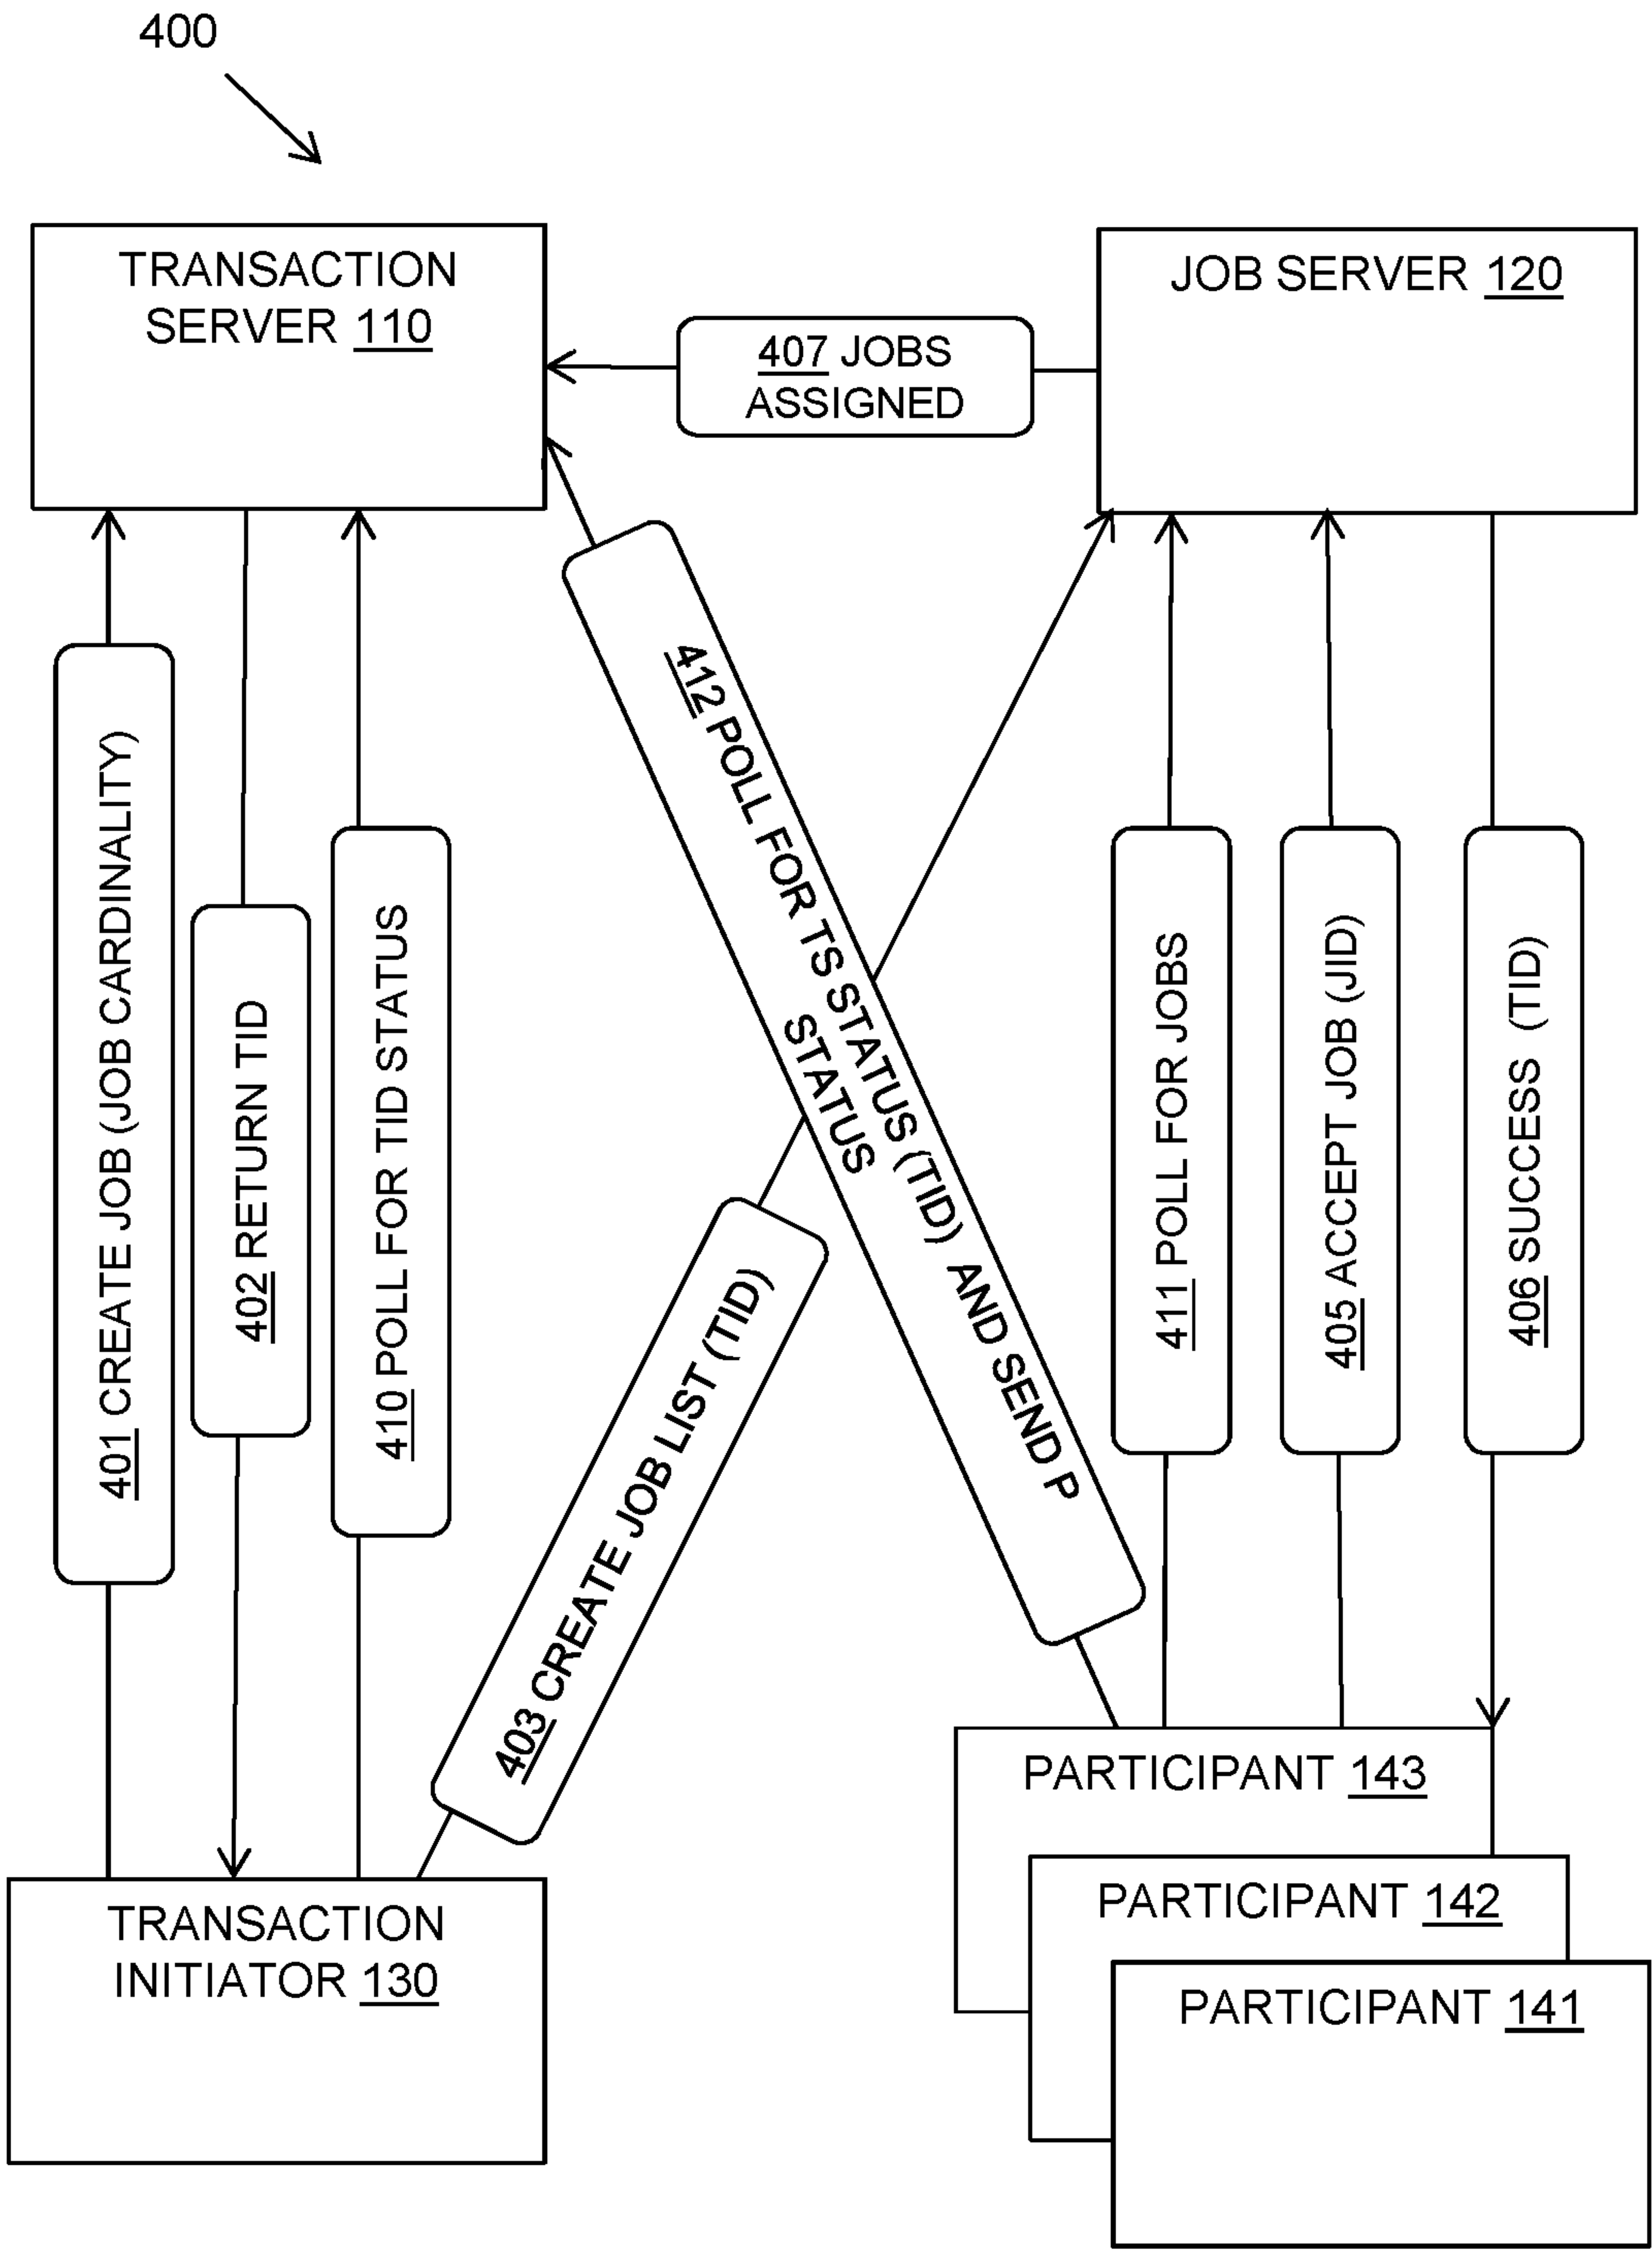 400
TRANSACTION
SERVER 110
JOB SERVER 120
407 JOBS
ASSIGNED
401 CREATE JOB (JOB CARDINALITY)
402 RETURN TID
410 POLL FOR TID STATUS
403 CREATE JOB LIST (TID)
412 POLL FOR TS STATUS (TID) AND SEND P
STATUS
411 POLL FOR JOBS
405 ACCEPT JOB (JID)
406 SUCCESS (TID)
TRANSACTION
INITIATOR 130
PARTICIPANT 143
PARTICIPANT 142
PARTICIPANT 141